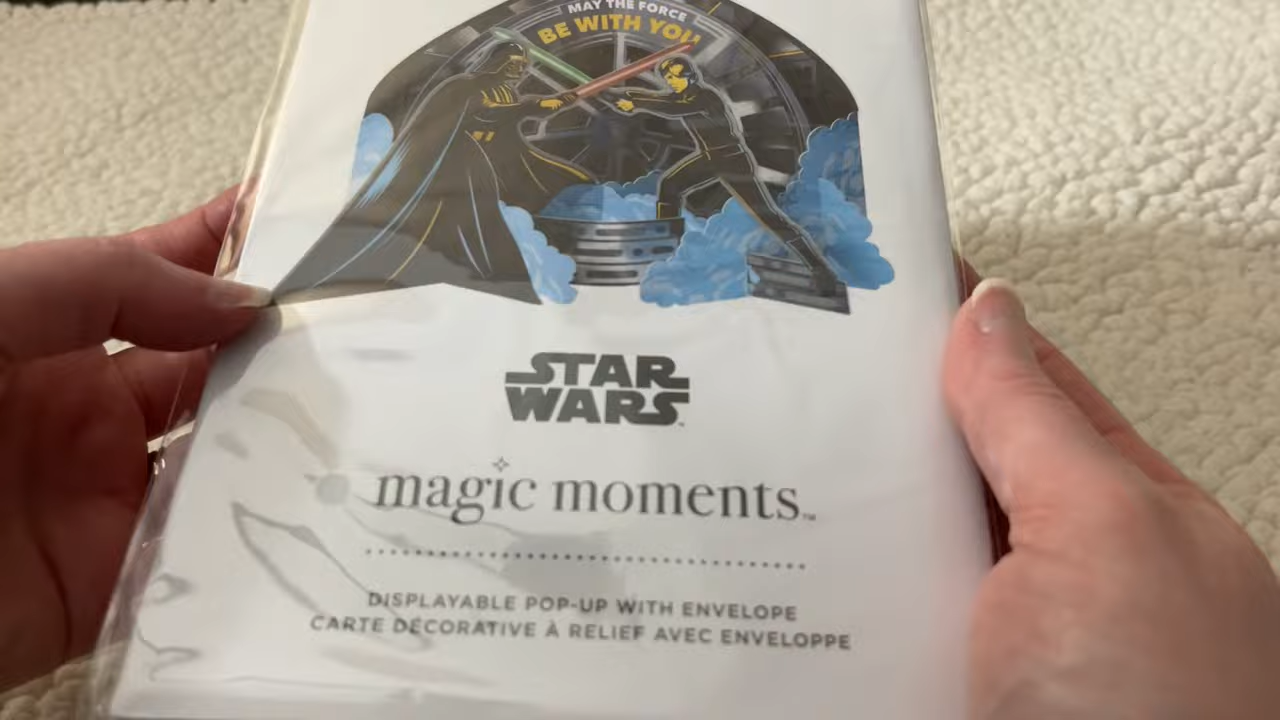 MAY THE FORCE
BE WITH YOU
STAR
WARS
magic moments™
DISPLAYABLE POP-UP WITH ENVELOPE
CARTE DÉCORATIVE À RELIEF AVEC ENVELOPPE